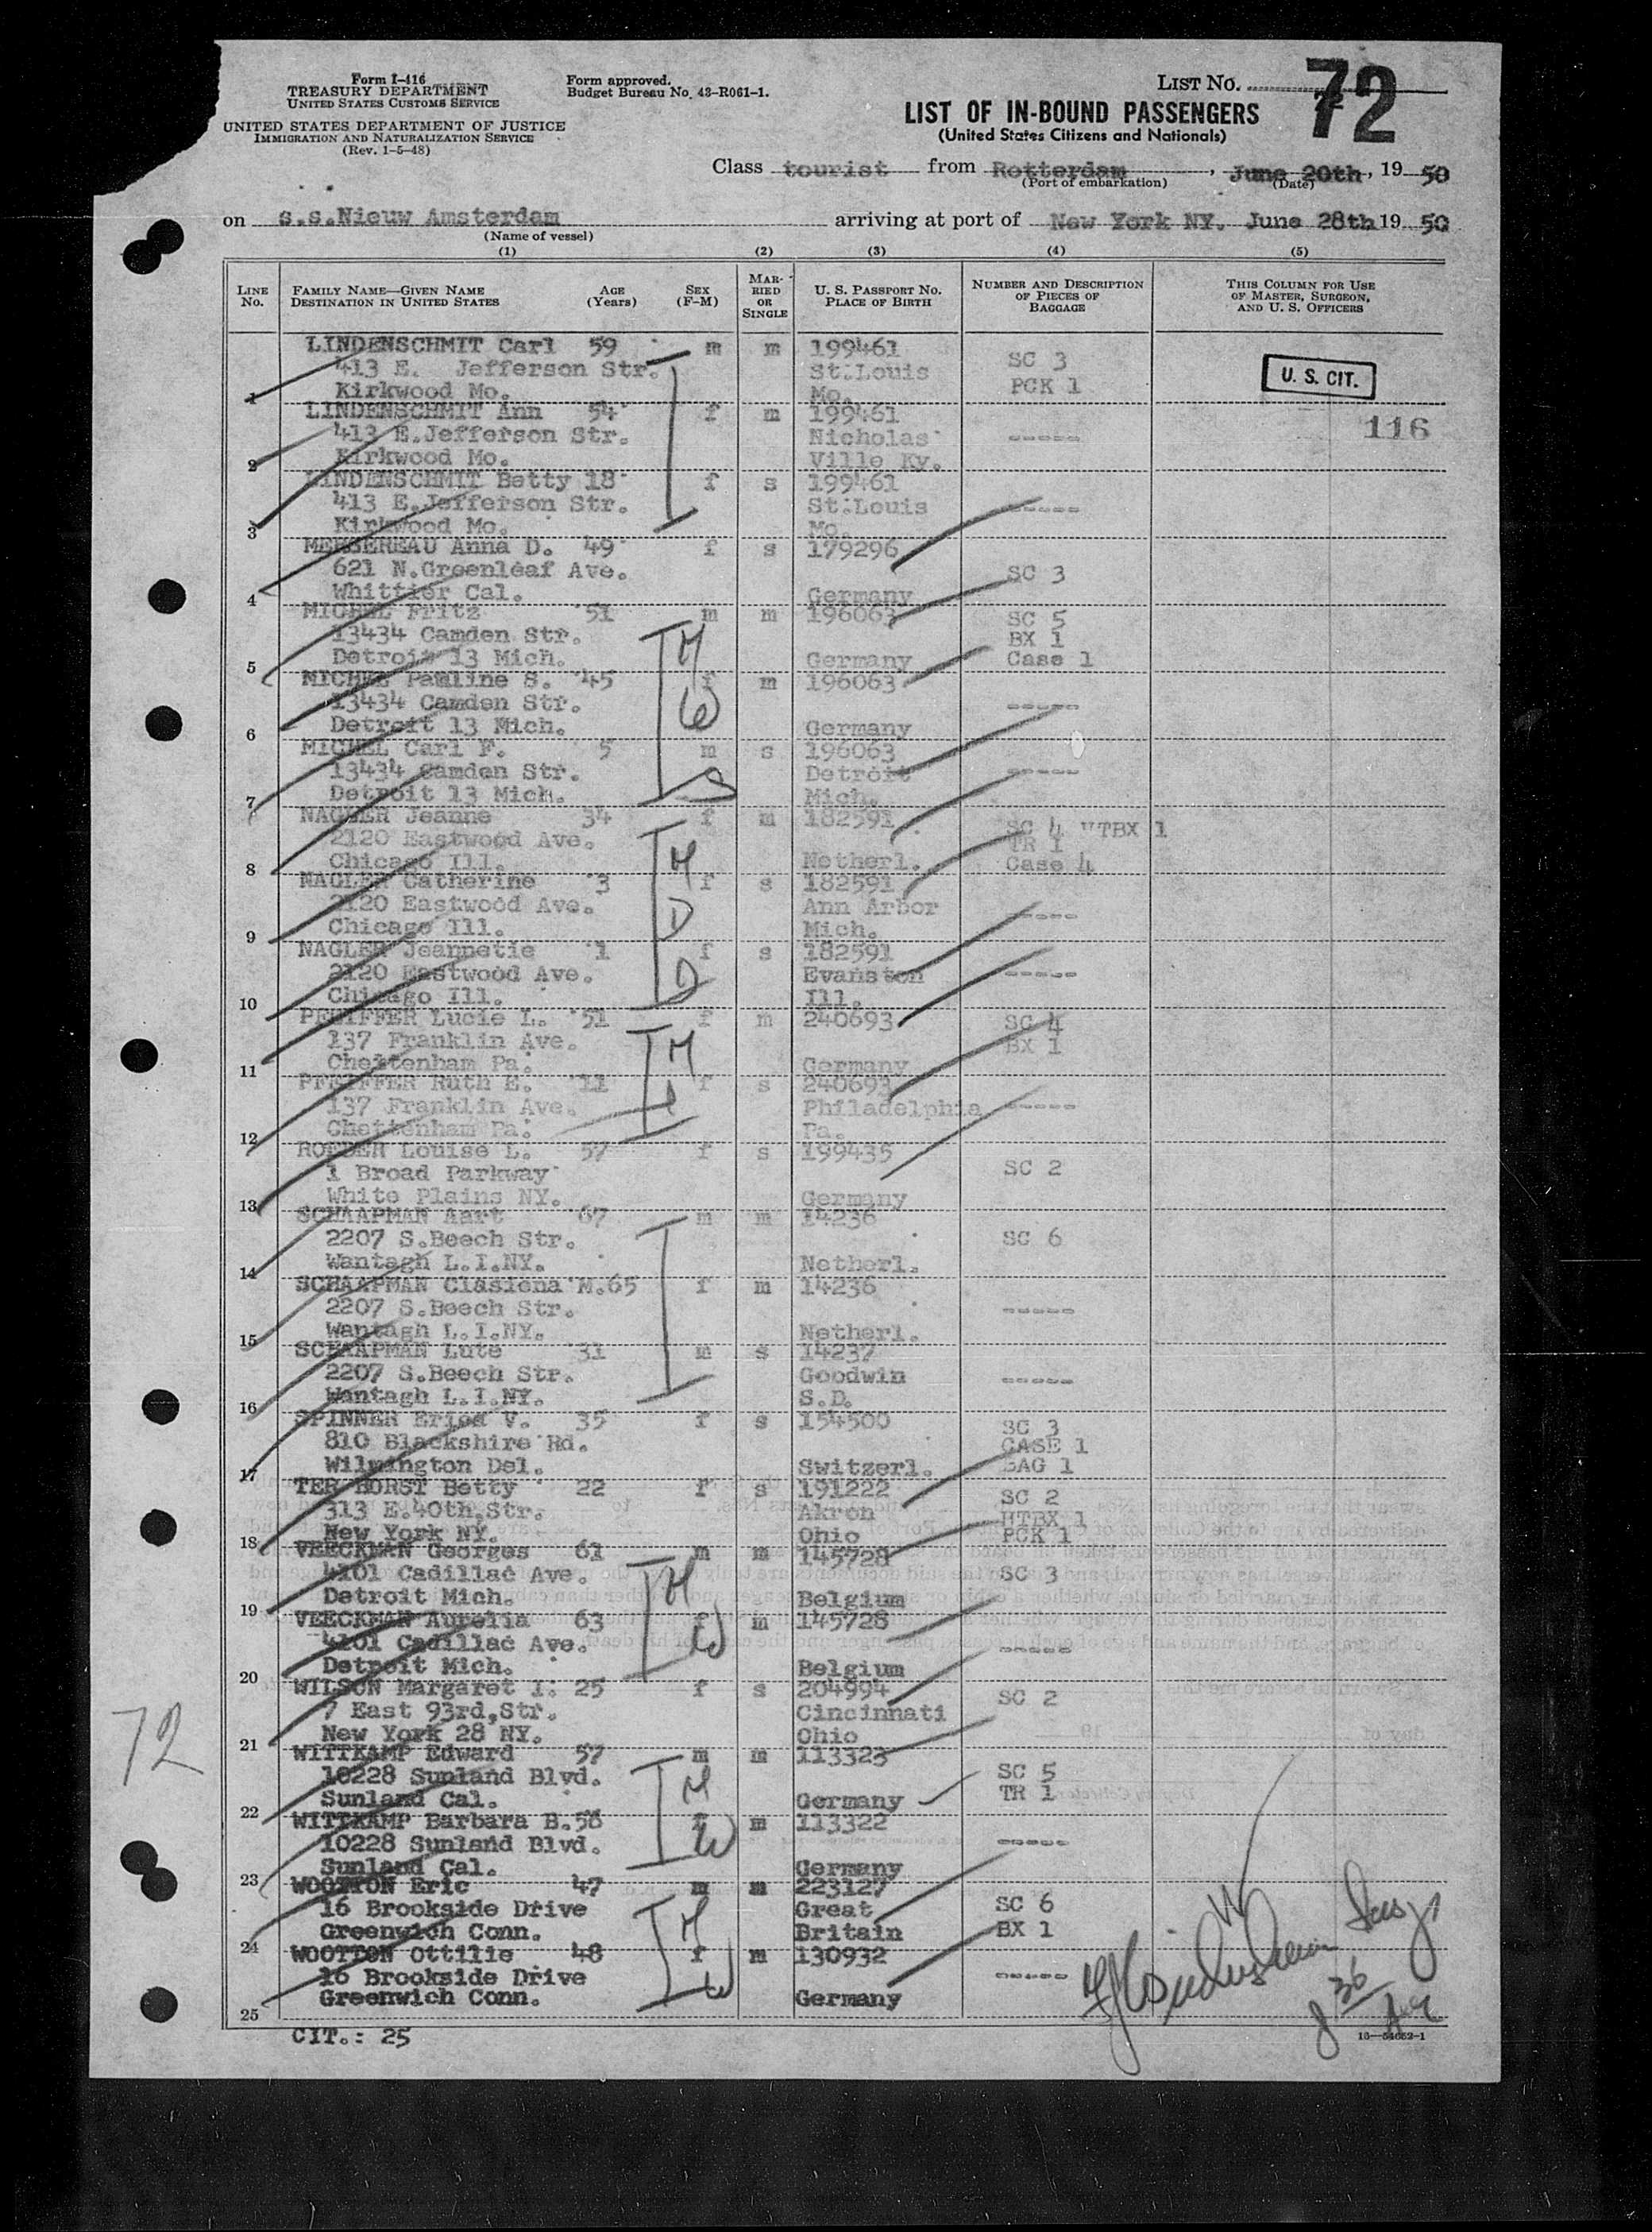 Form I-416
TREASURY DEPARTMENT
UNITED STATES CUSTOMS SERVICE
UNITED STATES DEPARTMENT OF JUSTICE
IMMIGRATION AND NATURALIZATION SERVICE
(Rev. 1-5-48)
Form approved.
Budget Bureau No. 43-R061-1.
LIST NO. 72
LIST OF IN-BOUND PASSENGERS
(United States Citizens and Nationals)
Class tourist from Rotterdam, June 20th, 19 50
(Port of embarkation) (Date)
on s.s.Nieuw Amsterdam arriving at port of New York NY. June 28th 19 50
(Name of vessel)
(1) (2) (3) (4) (5)
LINE No. FAMILY NAME—GIVEN NAME DESTINATION IN UNITED STATES AGE (Years) SEX (F-M) MARRIED OR SINGLE U. S. PASSPORT NO. PLACE OF BIRTH NUMBER AND DESCRIPTION OF PIECES OF BAGGAGE THIS COLUMN FOR USE OF MASTER, SURGEON, AND U. S. OFFICERS
LINDENSCHMIT Carl 59 m m 199461
413 E. Jefferson Str. St.Louis SC 3 U. S. CIT.
1 Kirkwood Mo. Mo. PCK 1
LINDENSCHMIT Ann 54 f m 199461 116
413 E.Jefferson Str. Nicholas -----
2 Kirkwood Mo. Ville Ky.
LINDENSCHMIT Betty 18 f s 199461
413 E.Jefferson Str. St.Louis -----
3 Kirkwood Mo. Mo.
MERSEREAU Anna D. 49 f s 179296
621 N.Greenleaf Ave. SC 3
4 Whittier Cal. Germany
MICHEL Fritz 51 m m 196063 SC 5
13434 Camden Str. H BX 1
5 Detroit 13 Mich. Germany Case 1
MICHEL Pauline S. 45 f m 196063
13434 Camden Str. W -----
6 Detroit 13 Mich. Germany
MICHEL Carl F. 5 m s 196063
13434 Camden Str. Detroit -----
7 Detroit 13 Mich. S Mich.
NAGLER Jeanne 34 f m 182591 SC 4 HTBX 1
2120 Eastwood Ave. M TR 1
8 Chicago Ill. Netherl. Case 4
NAGLER Catherine 3 f s 182591
2120 Eastwood Ave. D Ann Arbor -----
9 Chicago Ill. Mich.
NAGLER Jeannetie 1 f s 182591
2120 Eastwood Ave. D Evanston -----
10 Chicago Ill. Ill.
PFEIFFER Lucie L. 51 f m 240693 SC 4
137 Franklin Ave. M BX 1
11 Cheltenham Pa. Germany
PFEIFFER Ruth E. 11 f s 240693
137 Franklin Ave. Philadelphia -----
12 Cheltenham Pa. Pa.
ROEDER Louise L. 57 f s 199435
1 Broad Parkway SC 2
13 White Plains NY. Germany
SCHAAPMAN Aart 67 m m 14236
2207 S.Beech Str. SC 6
14 Wantagh L.I.NY. Netherl.
SCHAAPMAN Clasiena M.65 f m 14236
2207 S.Beech Str. -----
15 Wantagh L.I.NY. Netherl.
SCHAAPMAN Lute 31 m s 14237
2207 S.Beech Str. Goodwin -----
16 Wantagh L.I.NY. S.D.
SPINNER Erica V. 35 f s 154500 SC 3
810 Blackshire Rd. CASE 1
17 Wilmington Del. Switzerl. BAG 1
TER HORST Betty 22 f s 191222 SC 2
313 E.40th,Str. Akron HTBX 1
18 New York NY. Ohio PCK 1
VEECKMAN Georges 61 m m 145728
4101 Cadillac Ave. H SC 3
19 Detroit Mich. Belgium
VEECKMAN Aurelia 63 f m 145728
4101 Cadillac Ave. W -----
20 Detroit Mich. Belgium
WILSON Margaret I. 25 f s 204994
7 East 93rd,Str. Cincinnati SC 2
21 New York 28 NY. Ohio
WITTKAMP Edward 57 m m 113323
10228 Sunland Blvd. H SC 5
22 Sunland Cal. Germany TR 1
WITTKAMP Barbara B.56 f m 113322
10228 Sunland Blvd. W -----
23 Sunland Cal. Germany
WOOTTON Eric 47 m m 223127
16 Brookside Drive H Great SC 6
24 Greenwich Conn. Britain BX 1
WOOTTON Ottilie 48 f m 130932
16 Brookside Drive W -----
25 Greenwich Conn. Germany
CIT.: 25
16—54652-1
72